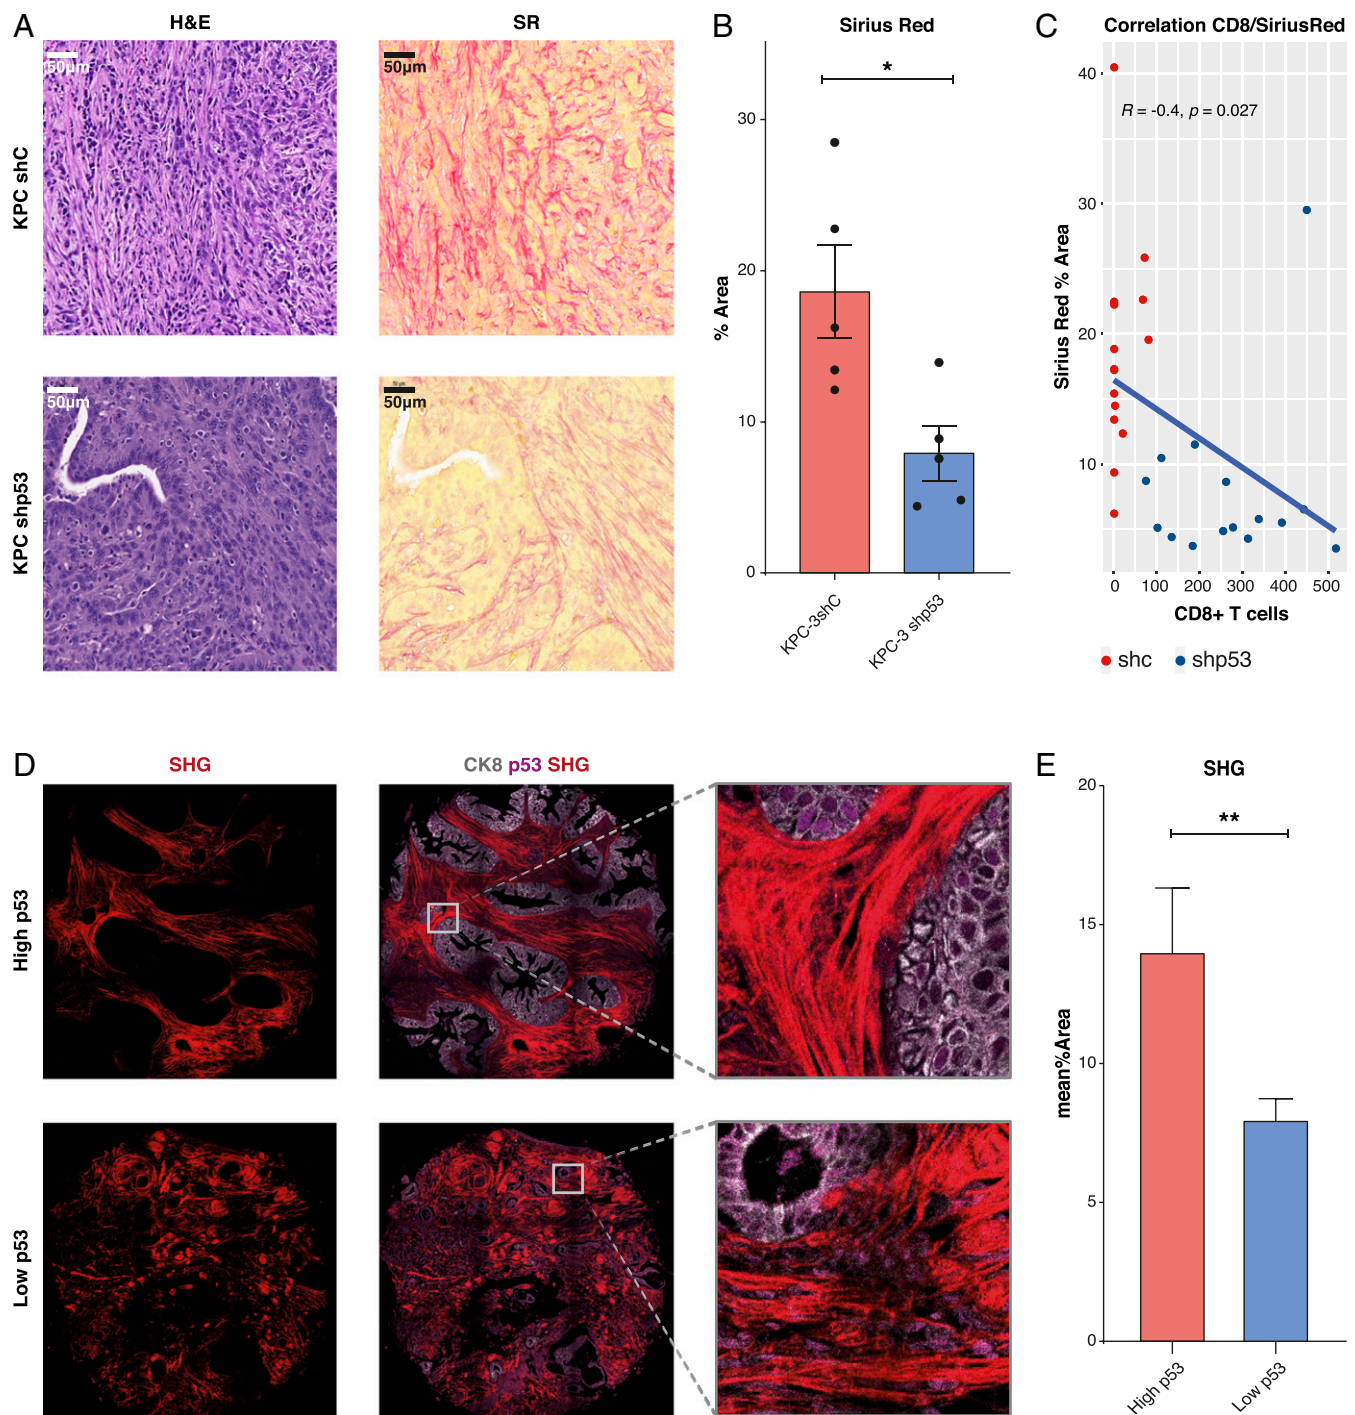 A
H&E
SR
KPC shC
50µm
50µm
KPC shp53
50µm
50µm
B
Sirius Red
*
% Area
30
20
10
0
KPC-3shC
KPC-3 shp53
C
Correlation CD8/SiriusRed
R = -0.4, p = 0.027
Sirius Red % Area
40
30
20
10
0 100 200 300 400 500
CD8+ T cells
shc shp53
D
SHG
CK8 p53 SHG
High p53
Low p53
E
SHG
**
mean%Area
20
15
10
5
0
High p53
Low p53